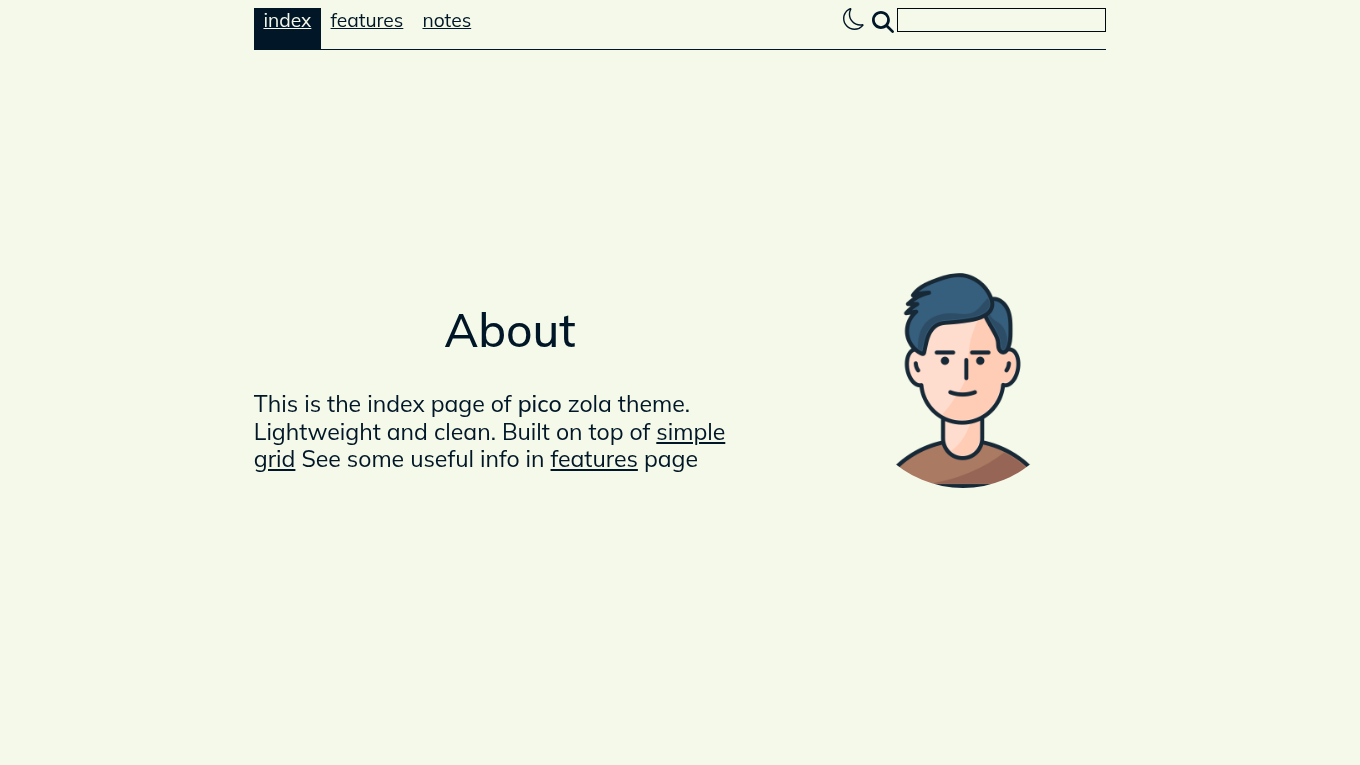 index features notes
About
This is the index page of pico zola theme.
Lightweight and clean. Built on top of simple
grid See some useful info in features page